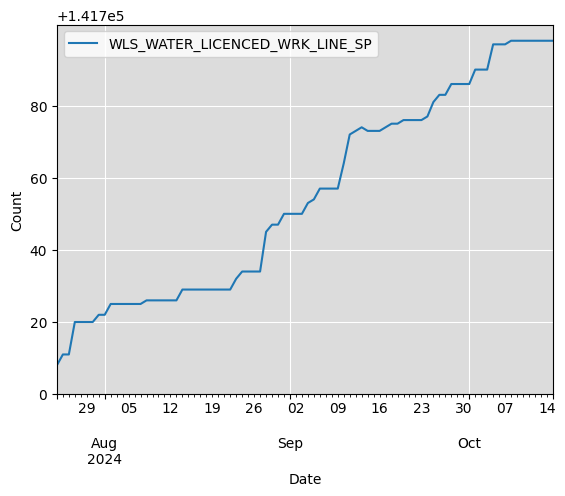 +1.417e5
WLS_WATER_LICENCED_WRK_LINE_SP
80
60
40
20
0
Count
29 05 12 19 26 02 09 16 23 30 07 14
Aug Sep Oct
2024
Date